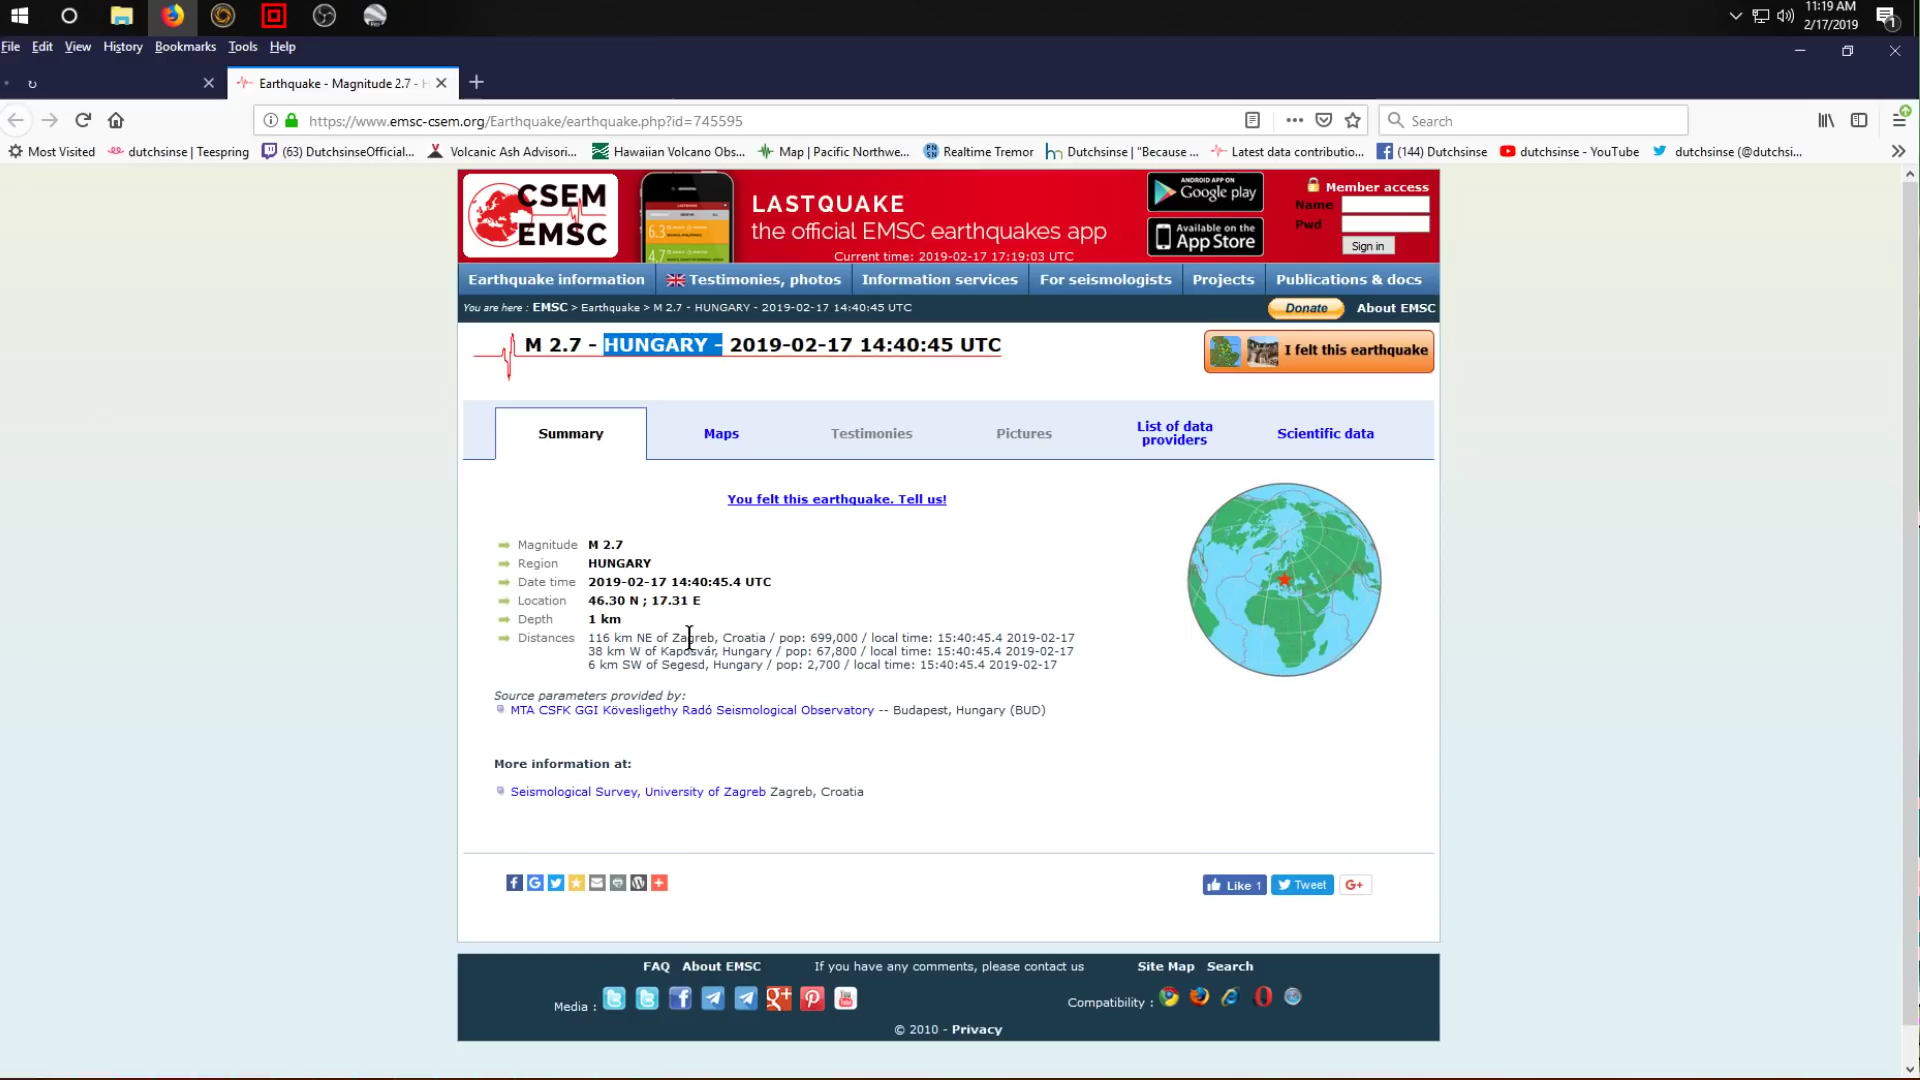 11:19 AM
2/17/2019
1
File Edit View History Bookmarks Tools Help
Earthquake - Magnitude 2.7 - H
https://www.emsc-csem.org/Earthquake/earthquake.php?id=745595
Search
Most Visited dutchsinse | Teespring (63) DutchsinseOfficial... Volcanic Ash Advisori... Hawaiian Volcano Obs... Map | Pacific Northwe... Realtime Tremor Dutchsinse | "Because ... Latest data contributio... (144) Dutchsinse dutchsinse - YouTube dutchsinse (@dutchsi...
CSEM
EMSC
6.3
4.7
LASTQUAKE
the official EMSC earthquakes app
Current time: 2019-02-17 17:19:03 UTC
ANDROID APP ON
Google play
Available on the
App Store
Member access
Name
Pwd
Sign in
Earthquake information Testimonies, photos Information services For seismologists Projects Publications & docs
You are here : EMSC > Earthquake > M 2.7 - HUNGARY - 2019-02-17 14:40:45 UTC
Donate About EMSC
M 2.7 - HUNGARY - 2019-02-17 14:40:45 UTC
I felt this earthquake
Summary Maps Testimonies Pictures List of data providers Scientific data
You felt this earthquake. Tell us!
Magnitude M 2.7
Region HUNGARY
Date time 2019-02-17 14:40:45.4 UTC
Location 46.30 N ; 17.31 E
Depth 1 km
Distances 116 km NE of Zagreb, Croatia / pop: 699,000 / local time: 15:40:45.4 2019-02-17
38 km W of Kaposvár, Hungary / pop: 67,800 / local time: 15:40:45.4 2019-02-17
6 km SW of Segesd, Hungary / pop: 2,700 / local time: 15:40:45.4 2019-02-17
Source parameters provided by:
MTA CSFK GGI Kövesligethy Radó Seismological Observatory -- Budapest, Hungary (BUD)
More information at:
Seismological Survey, University of Zagreb Zagreb, Croatia
Like 1 Tweet G+
FAQ About EMSC If you have any comments, please contact us Site Map Search
Media :
Compatibility :
© 2010 - Privacy